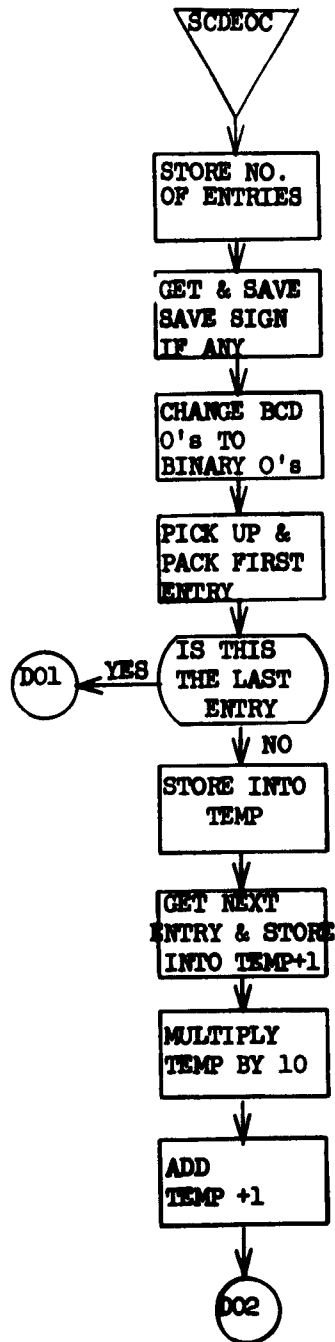 SCDEOC
STORE NO.
OF ENTRIES
GET & SAVE
SAVE SIGN
IF ANY
CHANGE BCD
0's TO
BINARY 0's
PICK UP &
PACK FIRST
ENTRY
IS THIS
THE LAST
ENTRY
YES
D01
NO
STORE INTO
TEMP
GET NEXT
ENTRY & STORE
INTO TEMP+1
MULTIPLY
TEMP BY 10
ADD
TEMP +1
D02